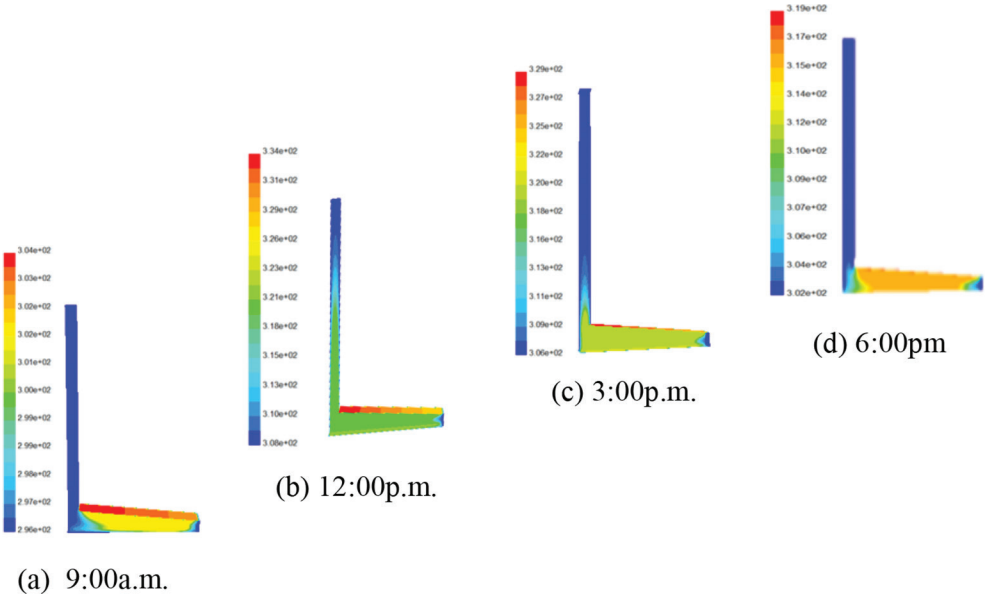 3.04e+02
3.03e+02
3.02e+02
3.02e+02
3.01e+02
3.00e+02
2.99e+02
2.99e+02
2.98e+02
2.97e+02
2.96e+02
(a) 9:00a.m.
3.34e+02
3.31e+02
3.28e+02
3.26e+02
3.23e+02
3.21e+02
3.18e+02
3.15e+02
3.13e+02
3.10e+02
3.08e+02
(b) 12:00p.m.
3.29e+02
3.27e+02
3.25e+02
3.22e+02
3.20e+02
3.18e+02
3.16e+02
3.13e+02
3.11e+02
3.09e+02
3.06e+02
(c) 3:00p.m.
3.19e+02
3.17e+02
3.15e+02
3.14e+02
3.12e+02
3.10e+02
3.09e+02
3.07e+02
3.06e+02
3.04e+02
3.02e+02
(d) 6:00pm